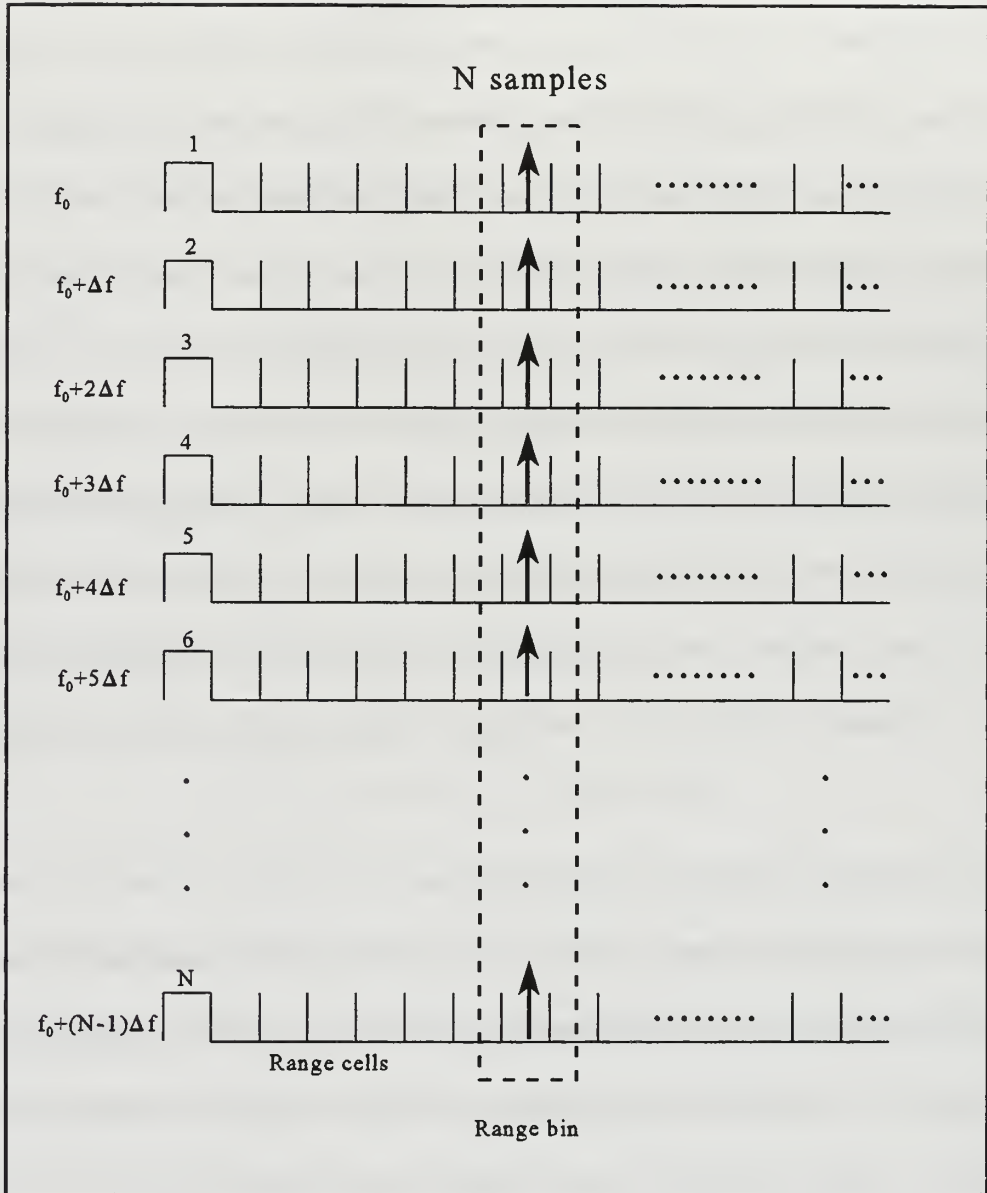 N samples
1
f₀
2
f₀+Δf
3
f₀+2Δf
4
f₀+3Δf
5
f₀+4Δf
6
f₀+5Δf
N
f₀+(N-1)Δf
Range cells
Range bin